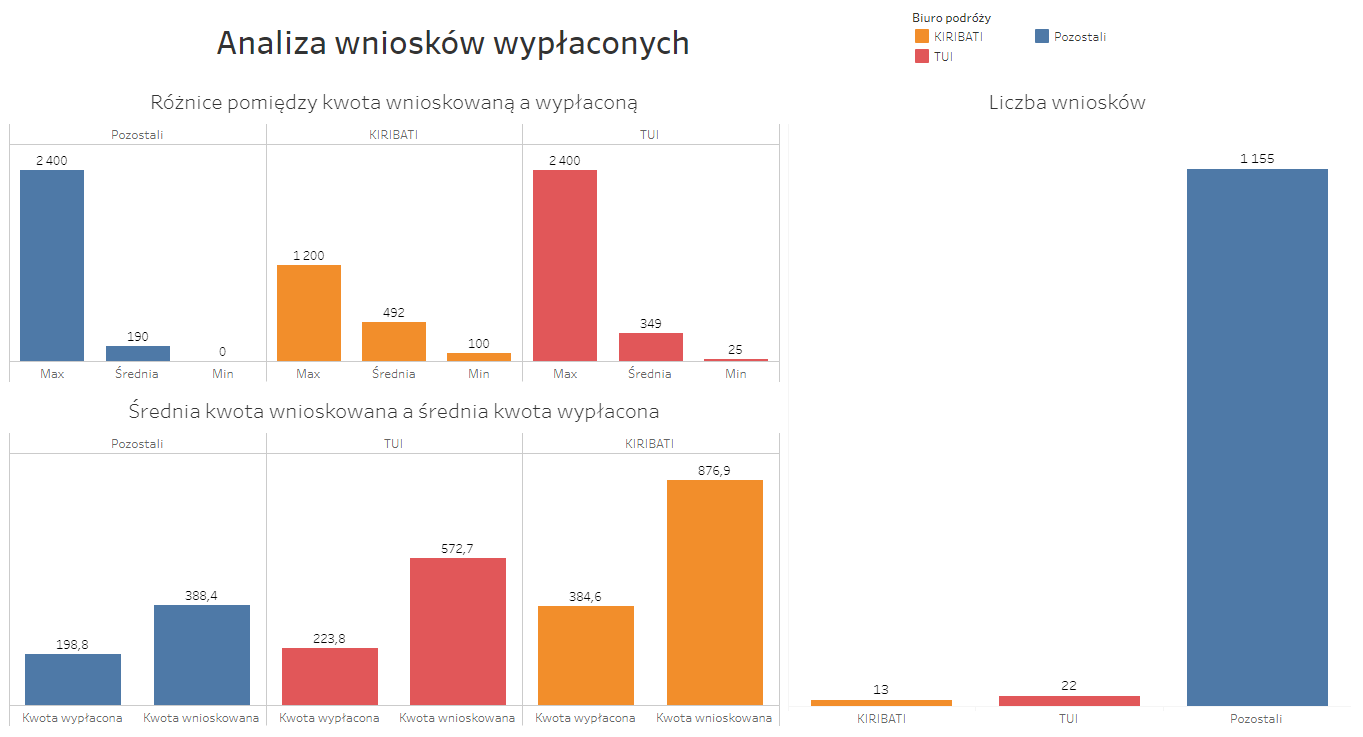 Analiza wniosków wypłaconych
Biuro podróży
KIRIBATI
Pozostali
TUI
Różnice pomiędzy kwota wnioskowaną a wypłaconą
Pozostali
KIRIBATI
TUI
2 400
190
0
1 200
492
100
2 400
349
25
Max
Średnia
Min
Max
Średnia
Min
Max
Średnia
Min
Średnia kwota wnioskowana a średnia kwota wypłacona
Pozostali
TUI
KIRIBATI
198,8
388,4
223,8
572,7
384,6
876,9
Kwota wypłacona
Kwota wnioskowana
Kwota wypłacona
Kwota wnioskowana
Kwota wypłacona
Kwota wnioskowana
Liczba wniosków
13
22
1 155
KIRIBATI
TUI
Pozostali